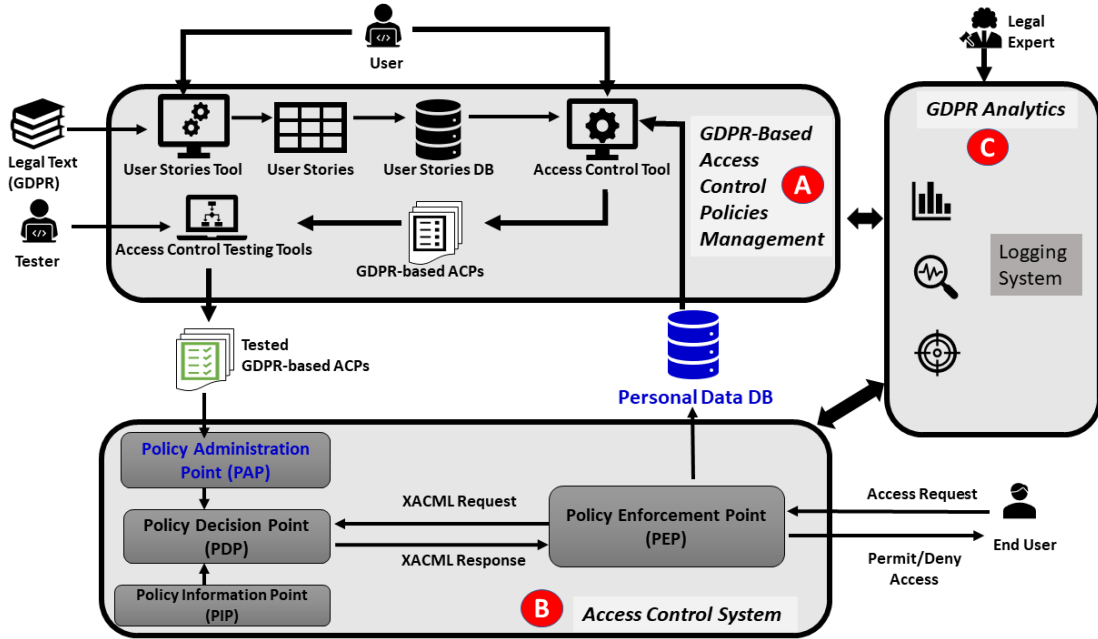 User
Legal
Expert
Legal Text
(GDPR)
User Stories Tool
User Stories
User Stories DB
Access Control Tool
GDPR-Based
Access
Control
Policies
Management
A
GDPR Analytics
C
Logging
System
Tester
Access Control Testing Tools
GDPR-based ACPs
Tested
GDPR-based ACPs
Personal Data DB
Policy Administration
Point (PAP)
Policy Decision Point
(PDP)
Policy Information Point
(PIP)
XACML Request
XACML Response
Policy Enforcement Point
(PEP)
Access Request
End User
Permit/Deny
Access
B
Access Control System